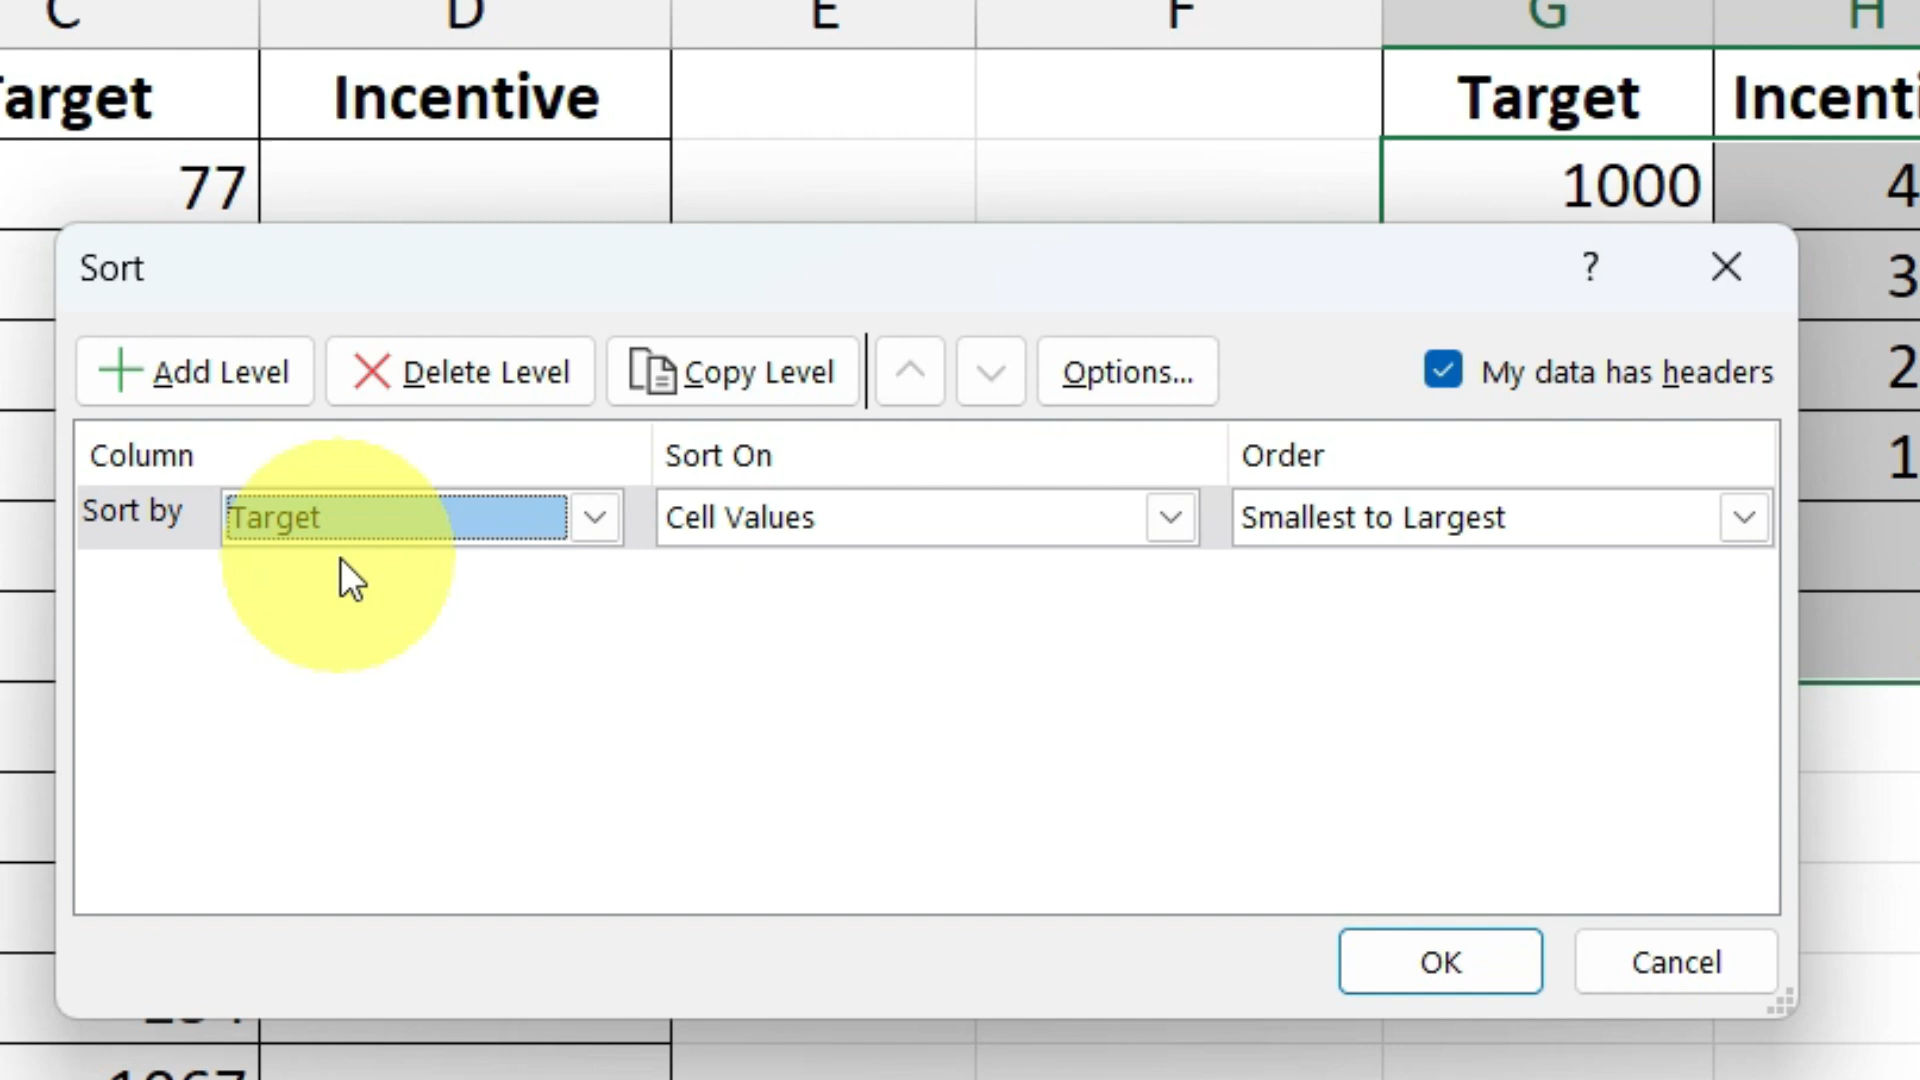 C D E F G H
Target Incentive Target Incenti
77 1000 4
3
2
1
Sort ?
Add Level Delete Level Copy Level Options... My data has headers
Column Sort On Order
Sort by Target Cell Values Smallest to Largest
OK Cancel